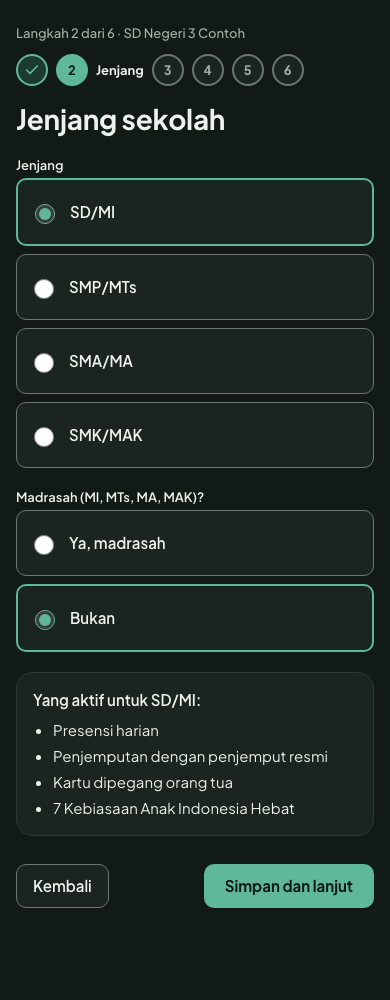 Langkah 2 dari 6 · SD Negeri 3 Contoh
2 Jenjang 3 4 5 6
Jenjang sekolah
Jenjang
SD/MI
SMP/MTs
SMA/MA
SMK/MAK
Madrasah (MI, MTs, MA, MAK)?
Ya, madrasah
Bukan
Yang aktif untuk SD/MI:
• Presensi harian
• Penjemputan dengan penjemput resmi
• Kartu dipegang orang tua
• 7 Kebiasaan Anak Indonesia Hebat
Kembali Simpan dan lanjut